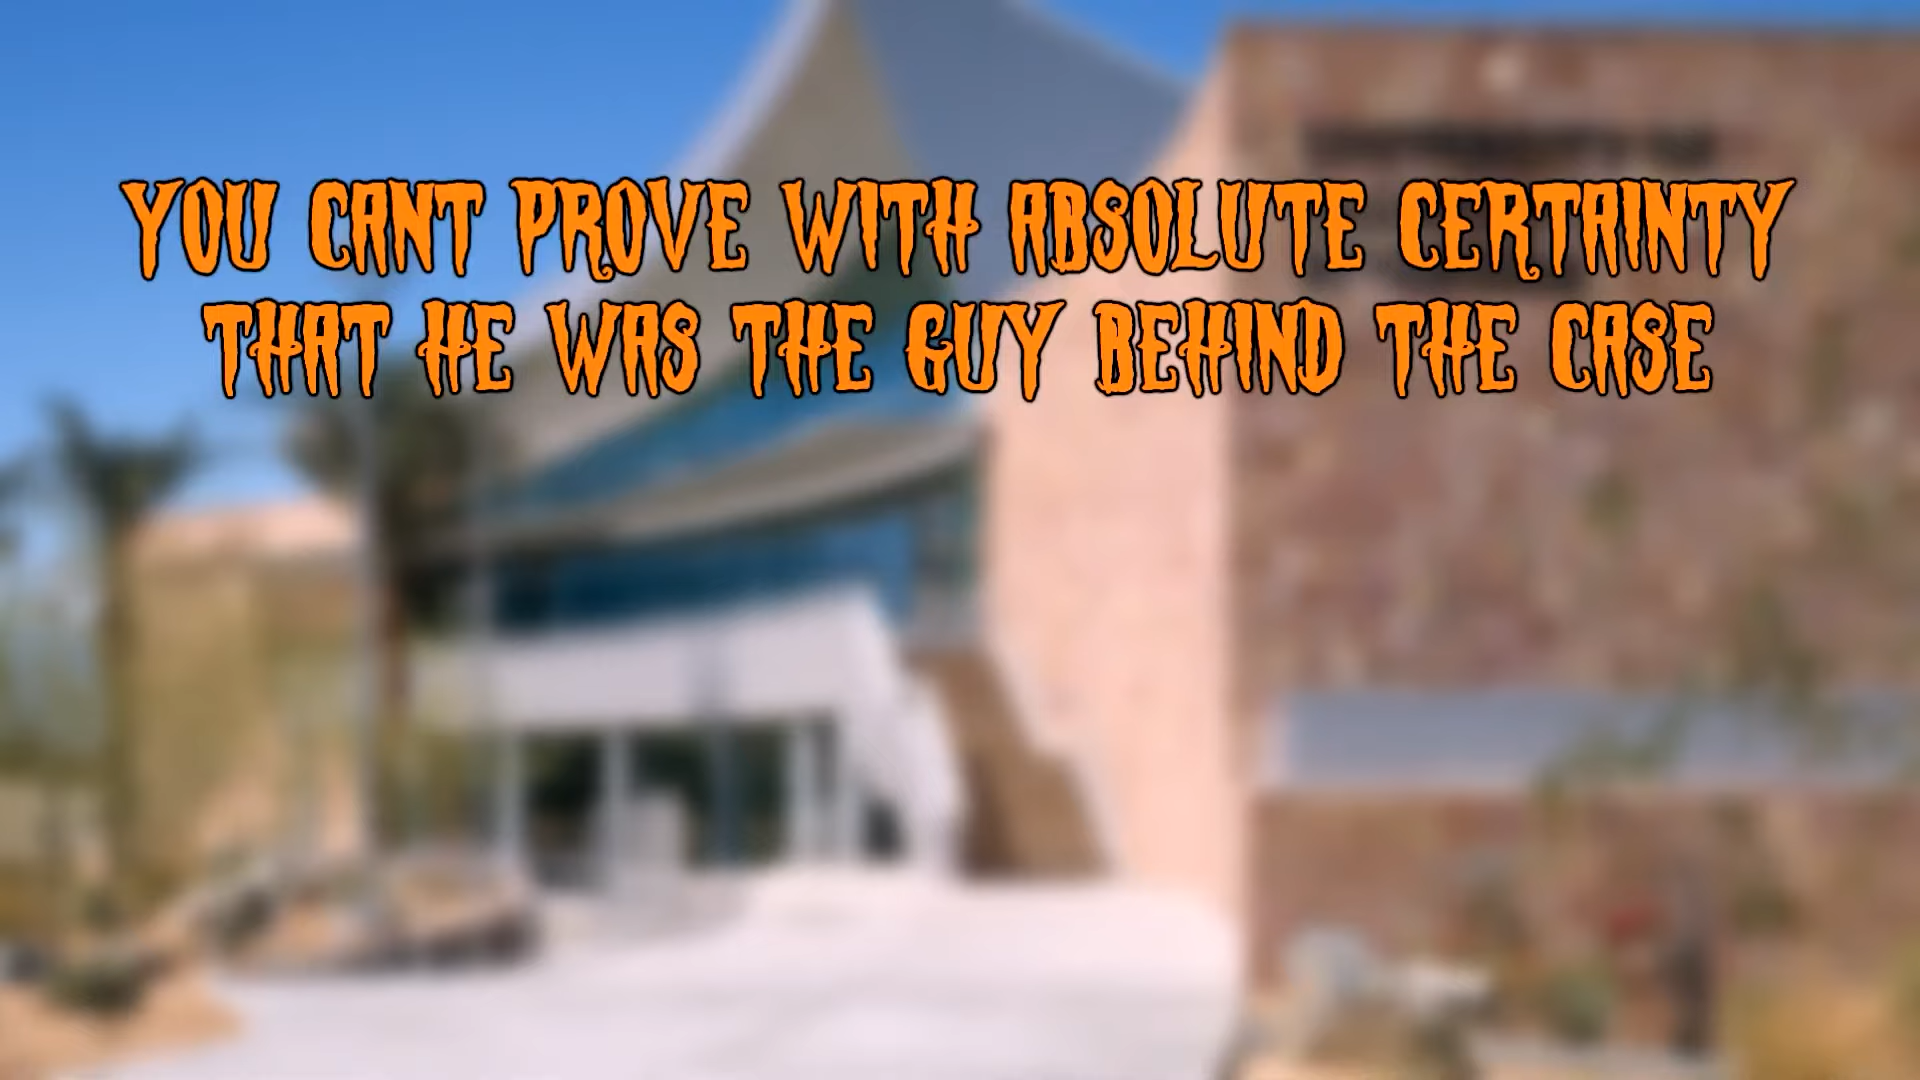 YOU CANT PROVE WITH ABSOLUTE CERTAINTY
THAT HE WAS THE GUY BEHIND THE CASE